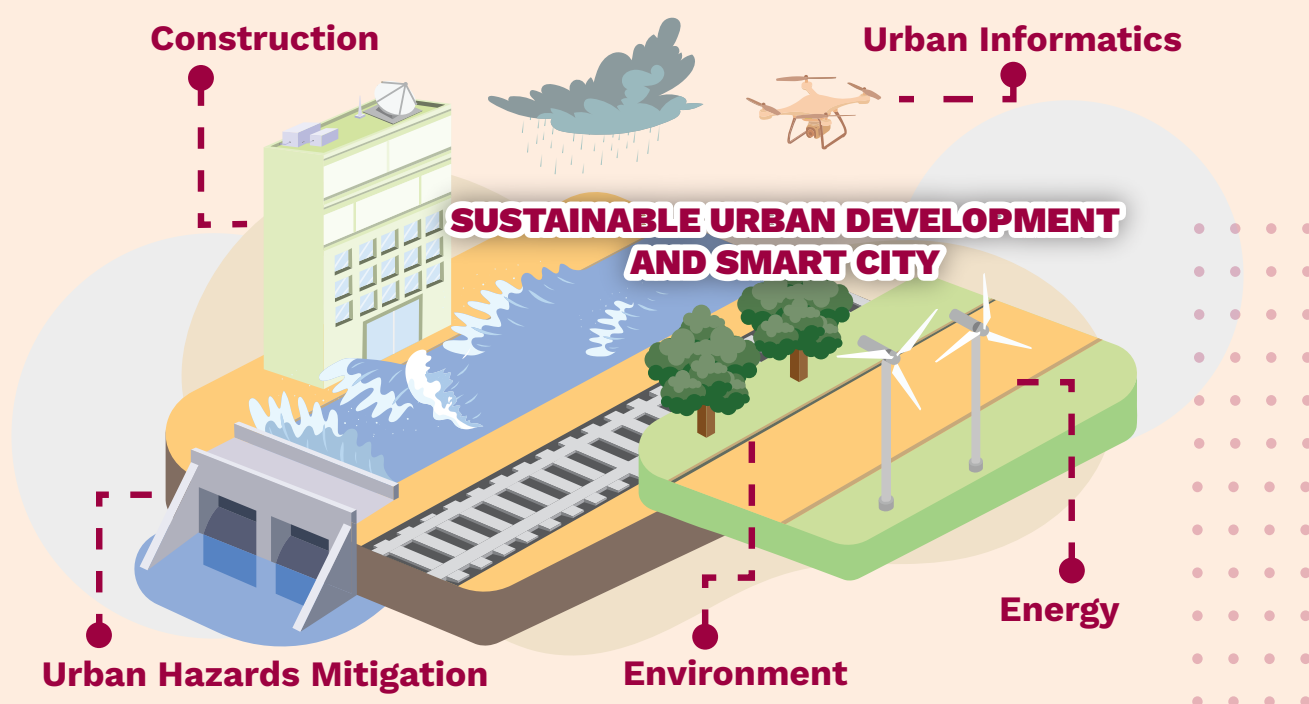 Construction
Urban Informatics
SUSTAINABLE URBAN DEVELOPMENT
AND SMART CITY
Energy
Urban Hazards Mitigation
Environment